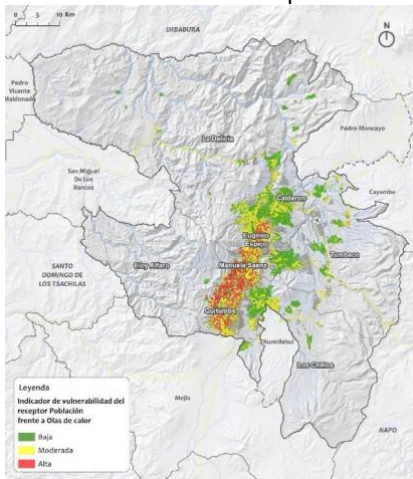 0 5 10 Km
N
IMBABURA
Pedro
Vicente
Maldonado
La Delicia
Pedro Moncayo
San Miguel
De Los
Bancos
Cayambe
Calderón
Eugenio
Espejo
Tumbaco
SANTO
DOMINGO DE
LOS TSACHILAS
Eloy Alfaro
Manuela Sáenz
Quitumbe
Rumiñahui
Los Chillos
Mejía
NAPO
Leyenda
Indicador de vulnerabilidad del
receptor Población
frente a Olas de calor
Baja
Moderada
Alta